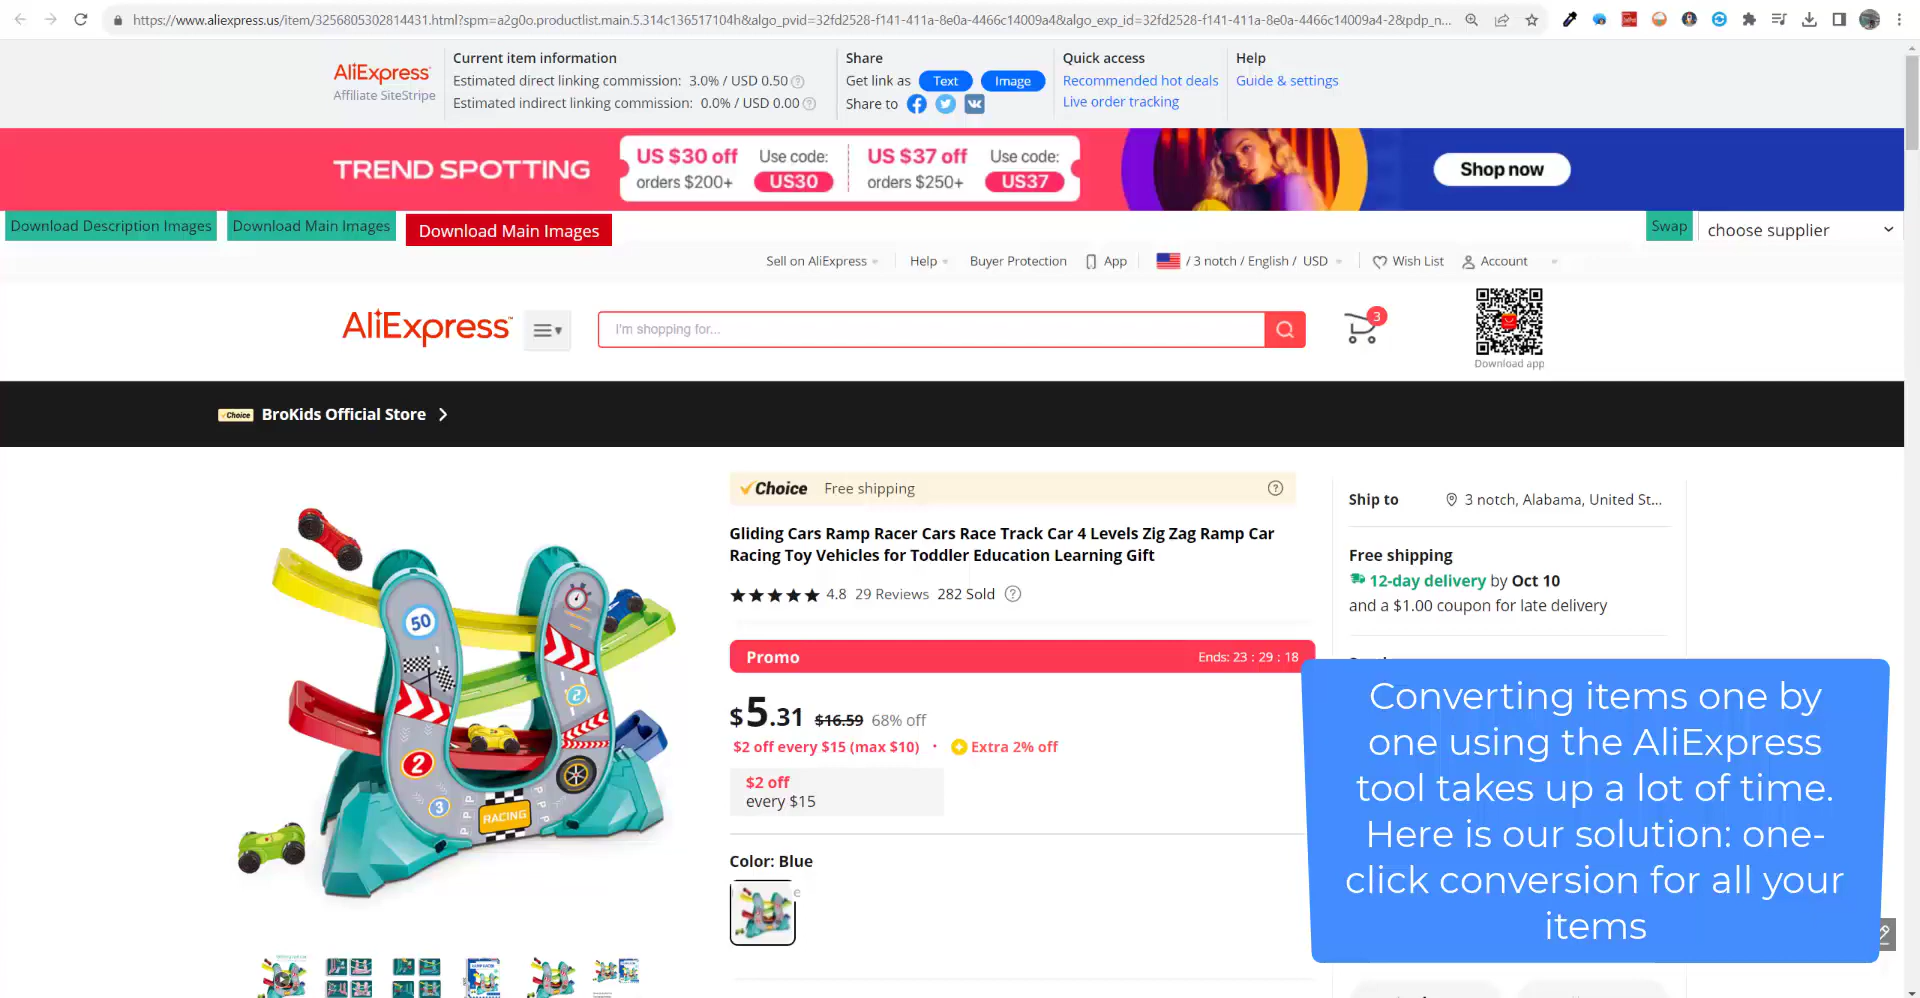 https://www.aliexpress.us/item/3256805302814431.html?spm=a2g0o.productlist.main.5.314c136517104h&algo_pvid=32fd2528-f141-411a-8e0a-4466c14009a4&algo_exp_id=32fd2528-f141-411a-8e0a-4466c14009a4-2&pdp_n...
AliExpress
Affiliate SiteStripe
Current item information
Estimated direct linking commission: 3.0% / USD 0.50
Estimated indirect linking commission: 0.0% / USD 0.00
Share
Get link as Text Image
Share to
Quick access
Recommended hot deals
Live order tracking
Help
Guide & settings
TREND SPOTTING
US $30 off
orders $200+
Use code:
US30
US $37 off
orders $250+
Use code:
US37
Shop now
Download Description Images
Download Main Images
Download Main Images
Swap
choose supplier
Sell on AliExpress
Help
Buyer Protection
App
/ 3 notch / English / USD
Wish List
Account
AliExpress
I'm shopping for...
3
Download app
Choice BroKids Official Store
Choice Free shipping
Gliding Cars Ramp Racer Cars Race Track Car 4 Levels Zig Zag Ramp Car
Racing Toy Vehicles for Toddler Education Learning Gift
4.8 29 Reviews 282 Sold
Promo
Ends: 23 : 29 : 18
$5.31 $16.59 68% off
$2 off every $15 (max $10) · Extra 2% off
$2 off
every $15
Color: Blue
Ship to
3 notch, Alabama, United St...
Free shipping
12-day delivery by Oct 10
and a $1.00 coupon for late delivery
50
2
2
3
RACING
Converting items one by
one using the AliExpress
tool takes up a lot of time.
Here is our solution: one-
click conversion for all your
items